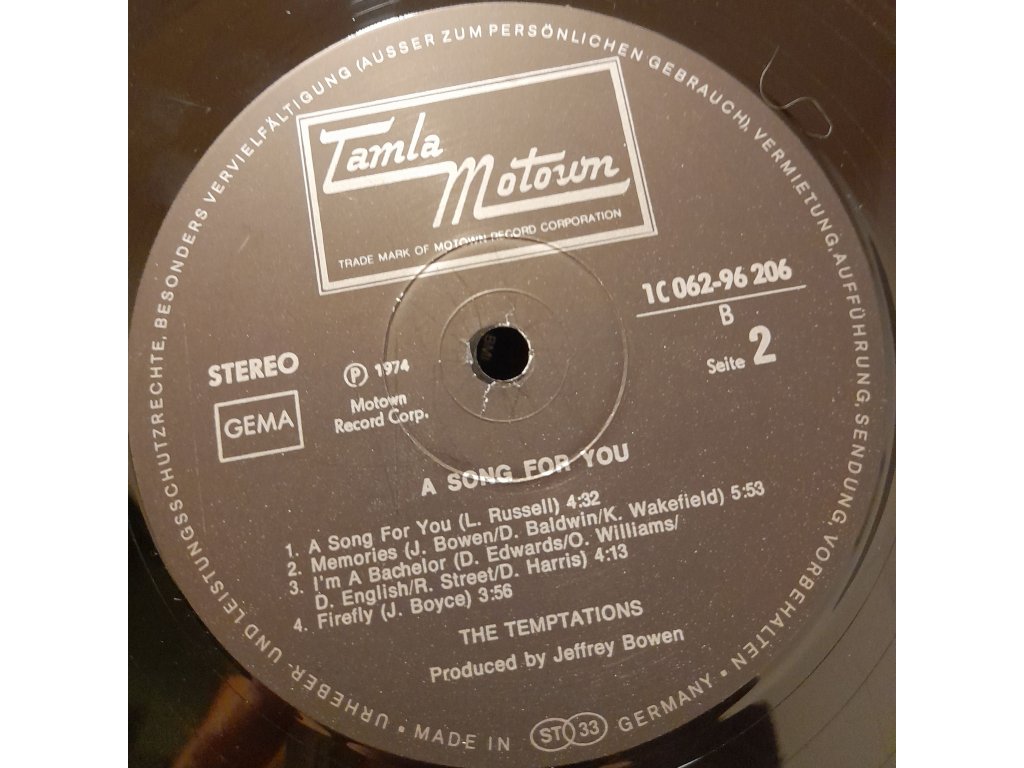 URHEBER- UND LEISTUNGSSCHUTZRECHTE, BESONDERS VERVIELFÄLTIGUNG (AUSSER ZUM PERSÖNLICHEN GEBRAUCH), VERMIETUNG, AUFFÜHRUNG, SENDUNG, VORBEHALTEN • MADE IN ST 33 GERMANY •
Tamla
Motown
TRADE MARK OF MOTOWN RECORD CORPORATION
1C 062-96 206
B
Seite 2
STEREO
GEMA
Ⓟ 1974
Motown
Record Corp.
A SONG FOR YOU
1. A Song For You (L. Russell) 4:32
2. Memories (J. Bowen/D. Baldwin/K. Wakefield) 5:53
3. I'm A Bachelor (D. Edwards/O. Williams/
D. English/R. Street/D. Harris) 4:13
4. Firefly (J. Boyce) 3:56
THE TEMPTATIONS
Produced by Jeffrey Bowen